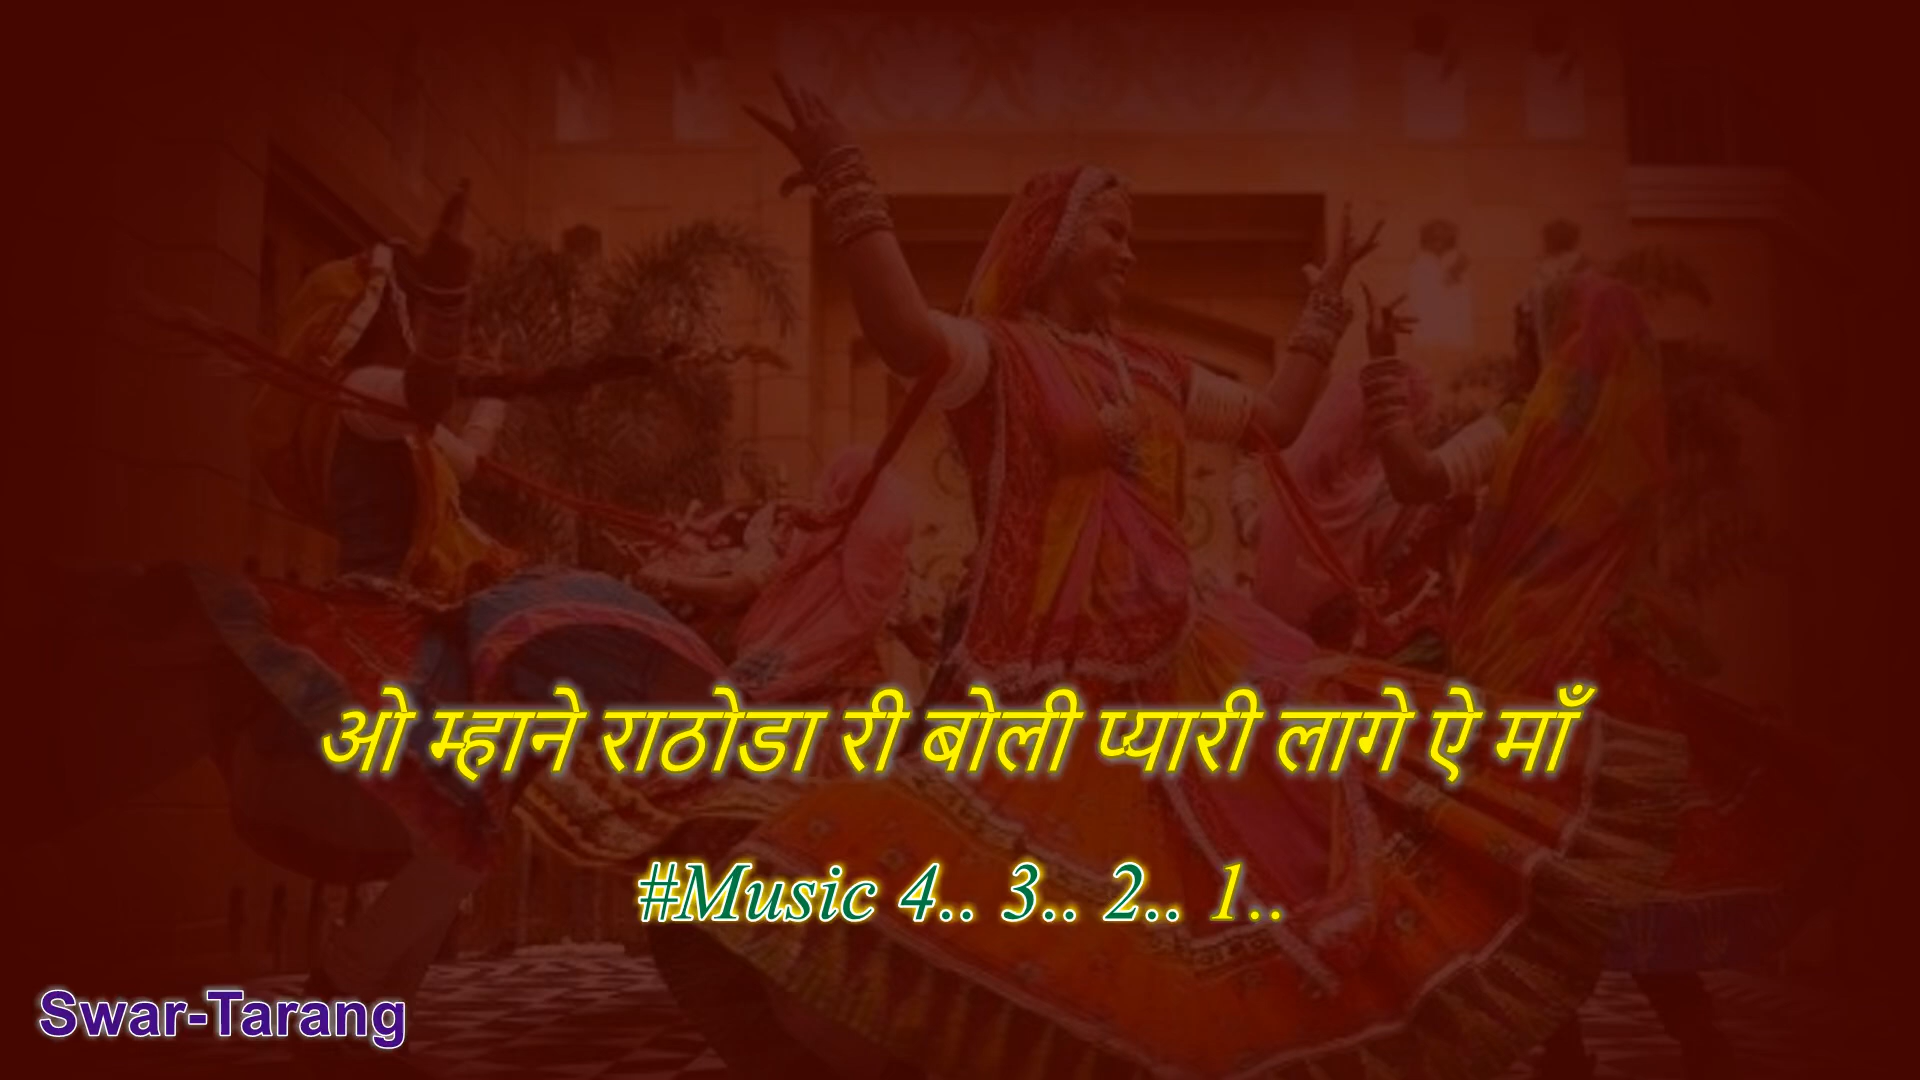 ओ म्हाने राठोडा री बोली प्यारी लागे ऐ माँ
#Music 4.. 3.. 2.. 1..
Swar-Tarang